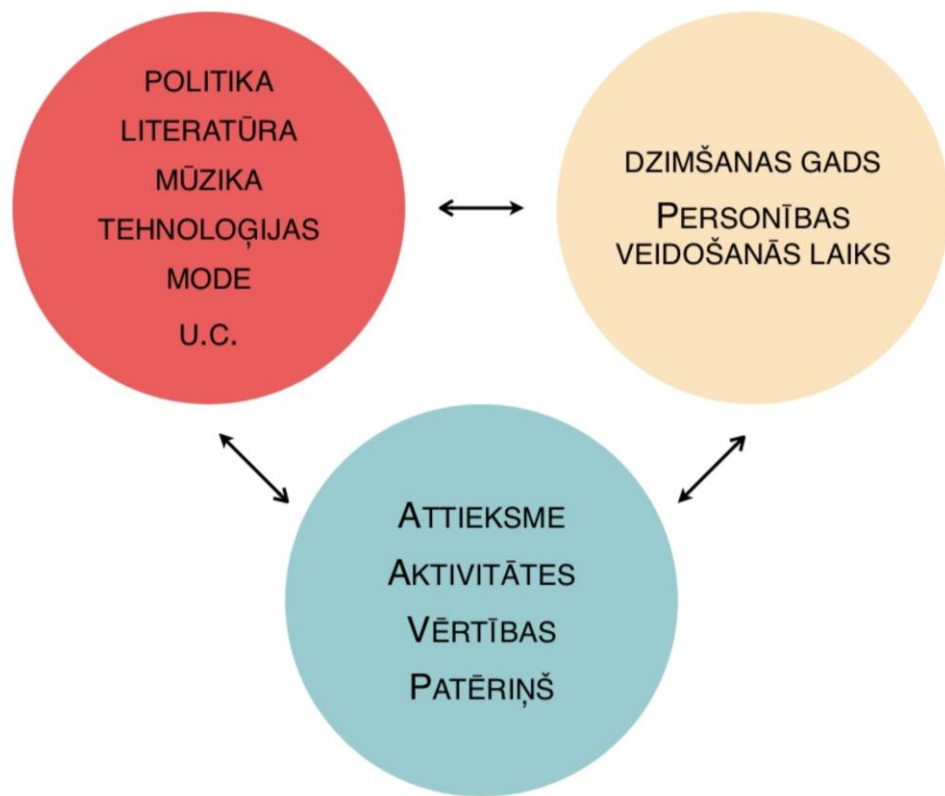 POLITIKA
LITERATŪRA
MŪZIKA
TEHNOLOĢIJAS
MODE
U.C.
DZIMŠANAS GADS
PERSONĪBAS
VEIDOŠANĀS LAIKS
ATTIEKSME
AKTIVITĀTES
VĒRTĪBAS
PATĒRIŅŠ